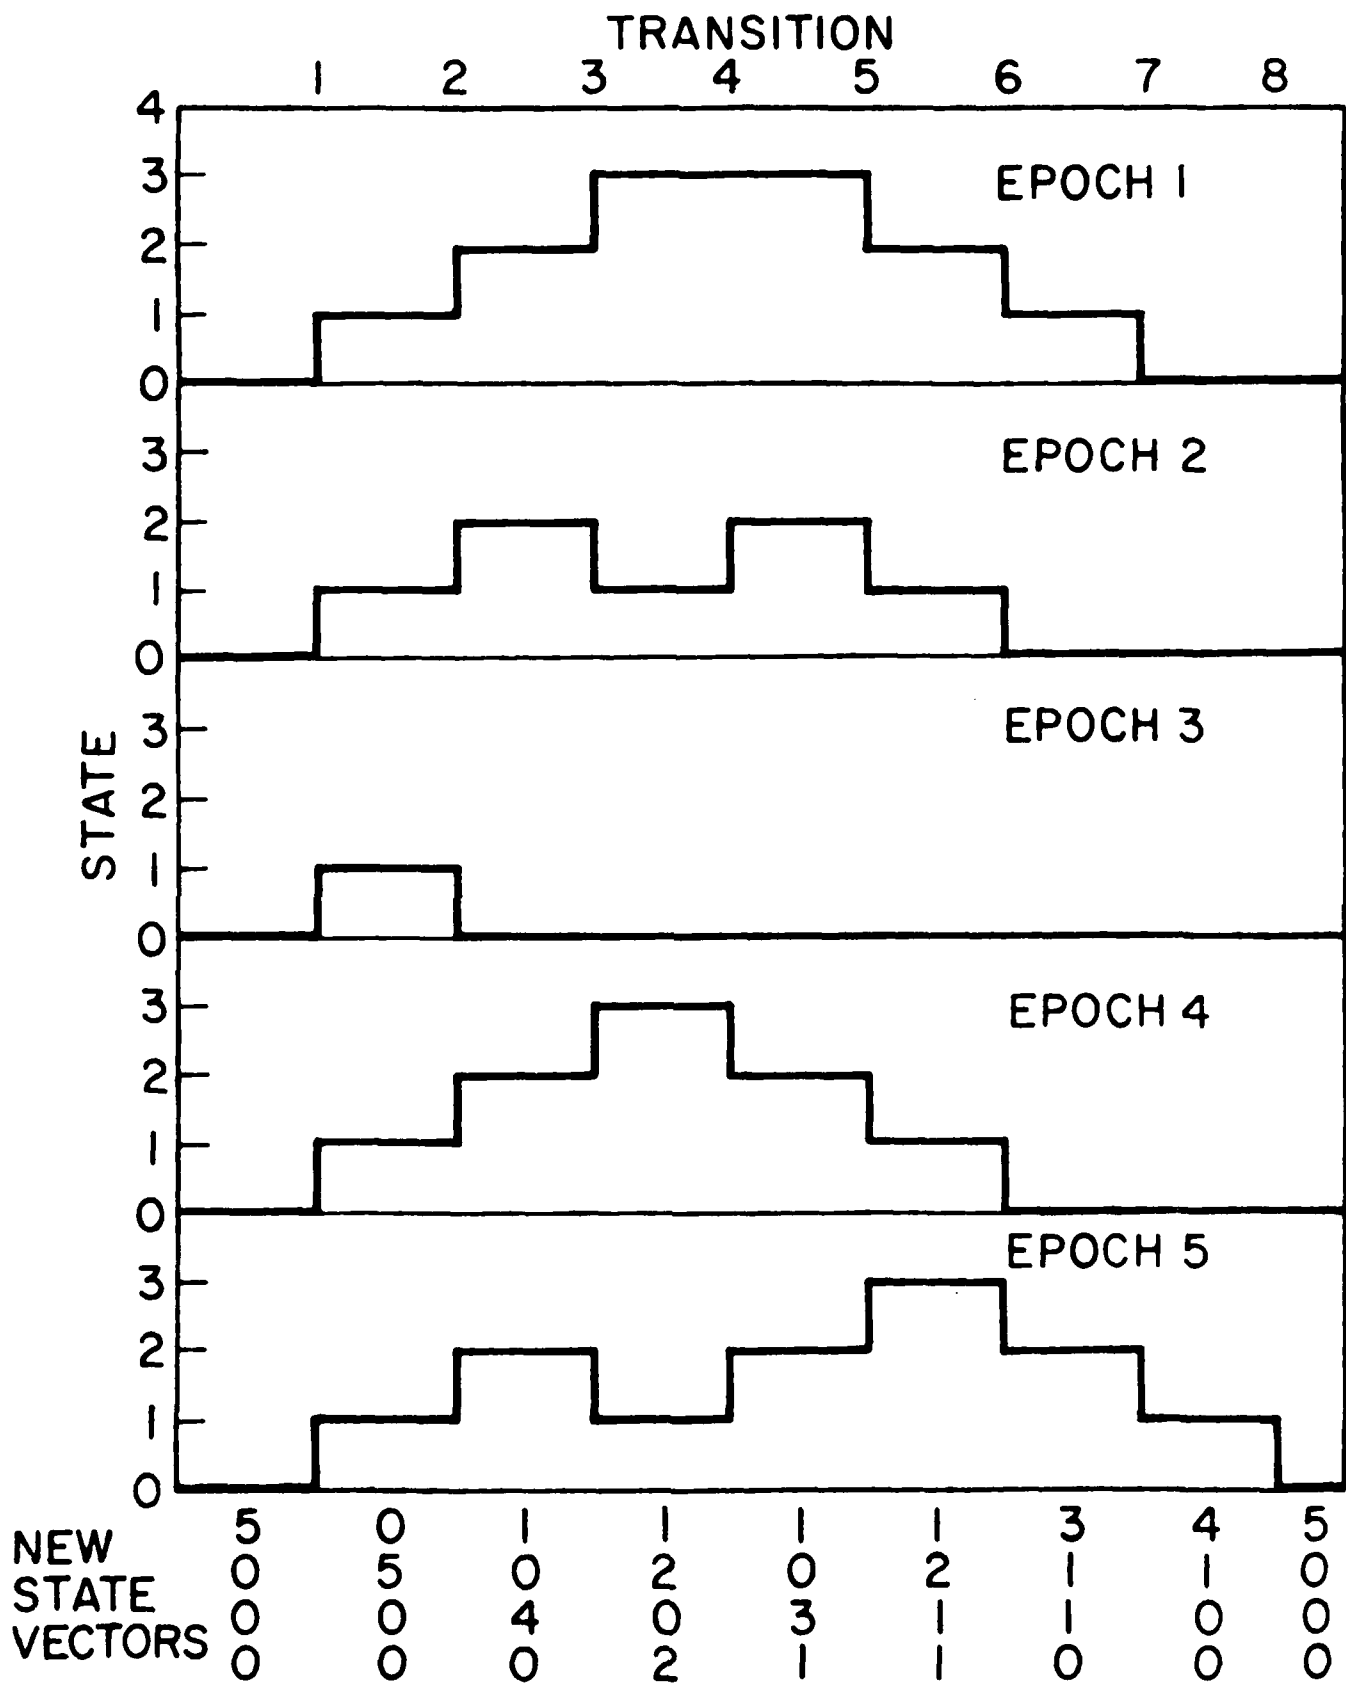 TRANSITION
1 2 3 4 5 6 7 8
4
3 EPOCH 1
2
1
0
3 EPOCH 2
2
1
0
3 EPOCH 3
2
1
0
3 EPOCH 4
2
1
0
EPOCH 5
3
2
1
0
STATE
NEW STATE VECTORS
5 0 1 1 1 1 3 4 5
0 5 0 2 0 2 1 1 0
0 0 4 0 3 1 1 0 0
0 0 0 2 1 1 0 0 0